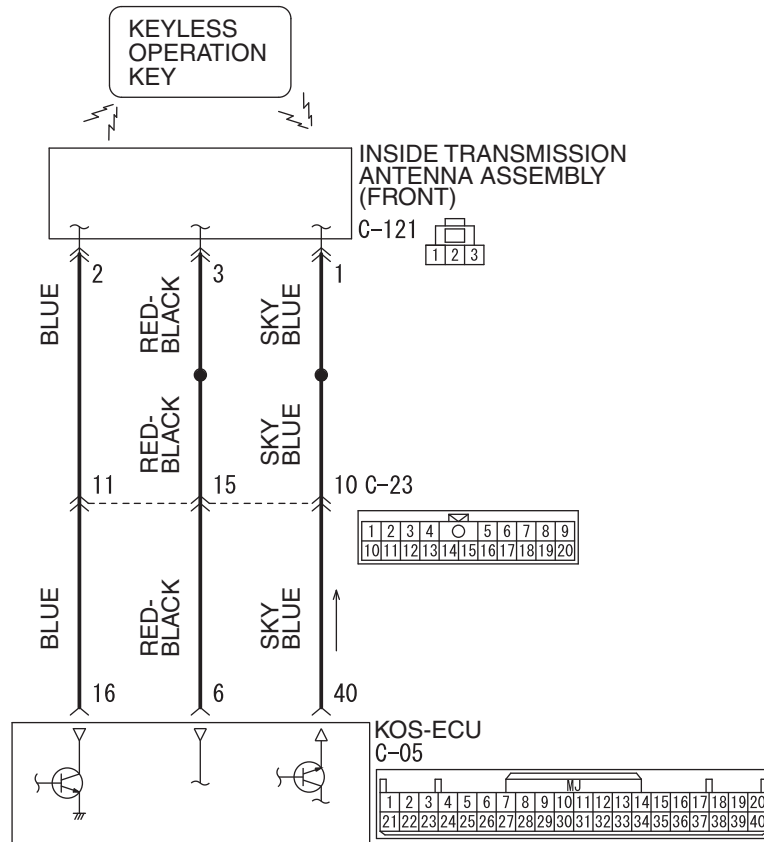 KEYLESS
OPERATION
KEY
INSIDE TRANSMISSION
ANTENNA ASSEMBLY
(FRONT)
C-121
1 2 3
2 3 1
BLUE RED-BLACK SKY BLUE
RED-BLACK SKY BLUE
11 15 10 C-23
1 2 3 4 5 6 7 8 9
10 11 12 13 14 15 16 17 18 19 20
BLUE RED-BLACK SKY BLUE
16 6 40
KOS-ECU
C-05
MJ
1 2 3 4 5 6 7 8 9 10 11 12 13 14 15 16 17 18 19 20
21 22 23 24 25 26 27 28 29 30 31 32 33 34 35 36 37 38 39 40